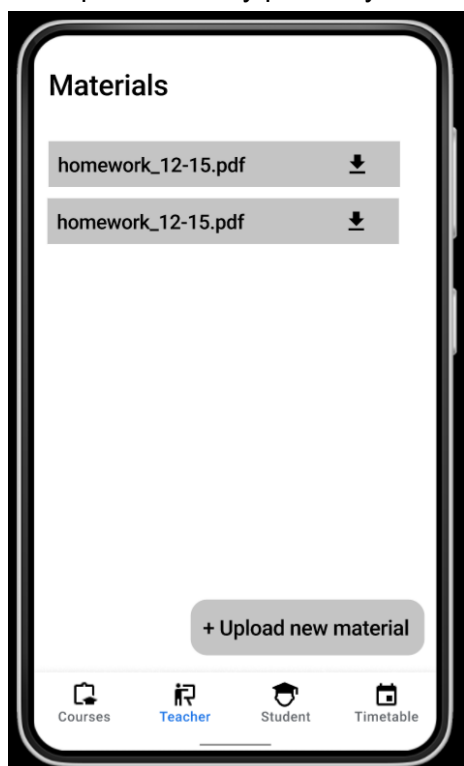 Materials
homework_12-15.pdf
homework_12-15.pdf
+ Upload new material
Courses Teacher Student Timetable